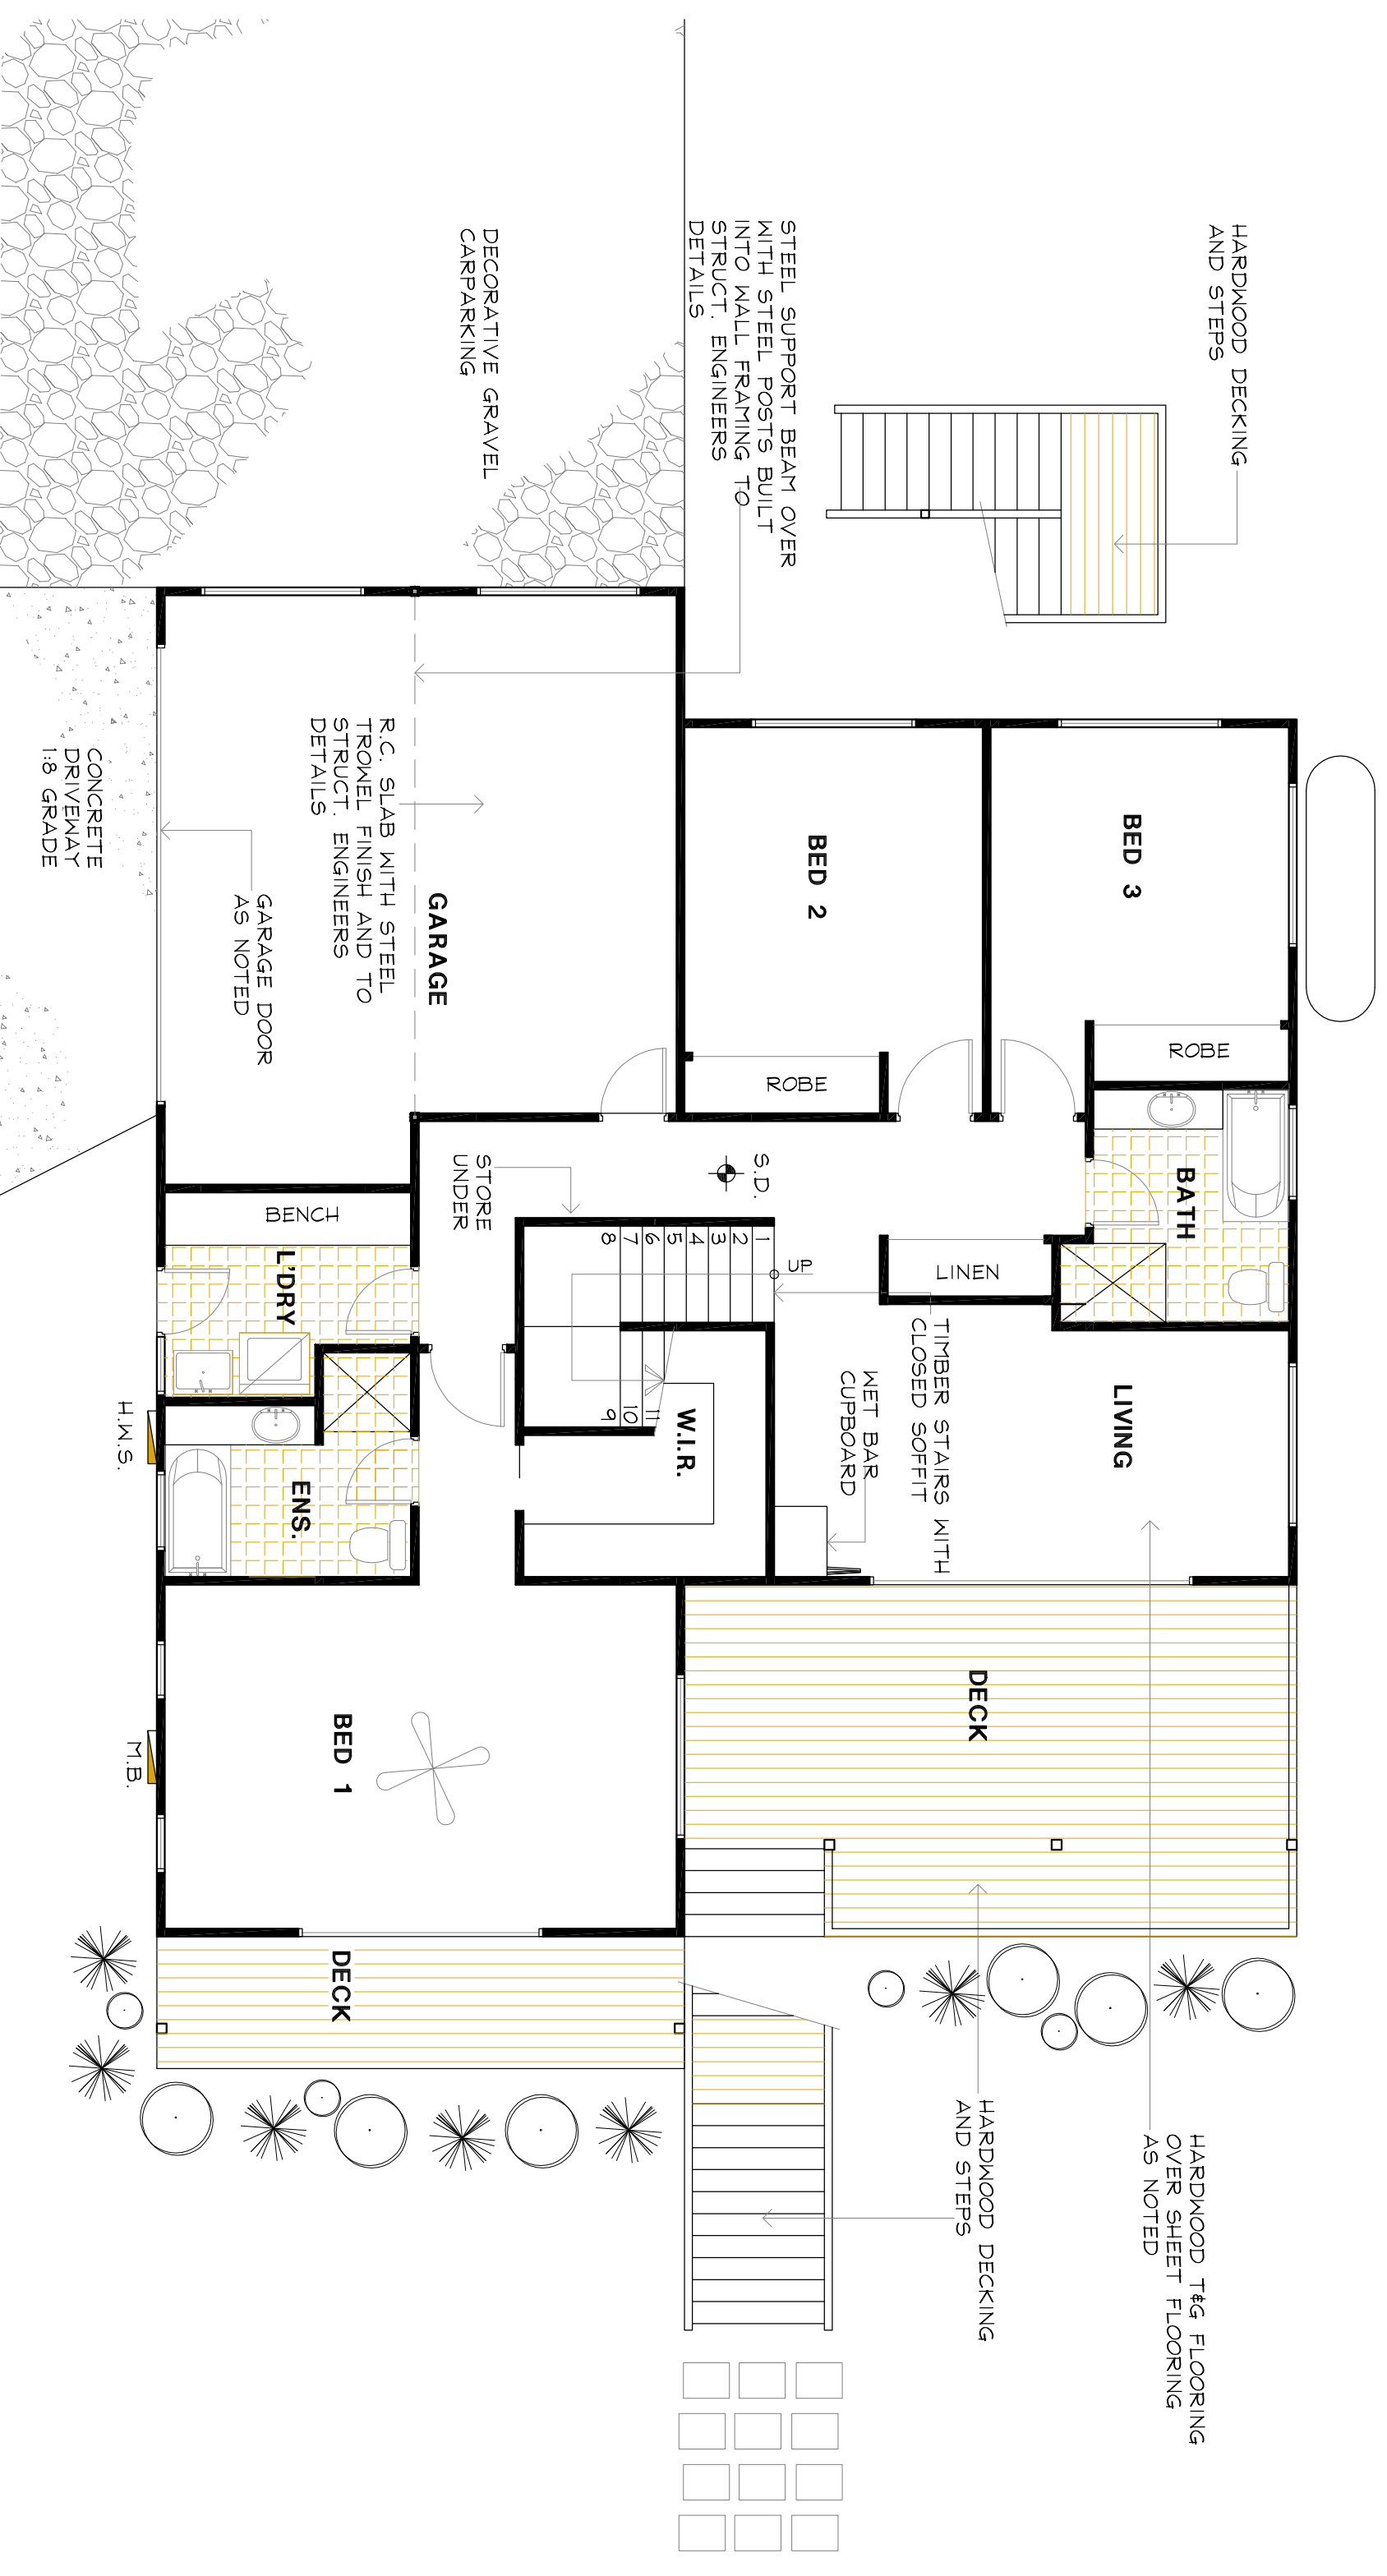 HARDWOOD DECKING
AND STEPS
STEEL SUPPORT BEAM OVER
WITH STEEL POSTS BUILT
INTO WALL FRAMING TO
STRUCT. ENGINEERS
DETAILS
DECORATIVE GRAVEL
CARPARKING
BED 3
ROBE
BED 2
ROBE
R.C. SLAB WITH STEEL
TROWEL FINISH AND TO
STRUCT. ENGINEERS
DETAILS
GARAGE
GARAGE DOOR
AS NOTED
CONCRETE
DRIVEWAY
1:8 GRADE
BATH
S.D.
STORE
UNDER
BENCH
L'DRY
LINEN
UP
1
2
3
4
5
6
7
8
9
10
11
TIMBER STAIRS WITH
CLOSED SOFFIT
WET BAR
CUPBOARD
W.I.R.
LIVING
H.W.S.
ENS.
DECK
BED 1
M.B.
DECK
HARDWOOD T&G FLOORING
OVER SHEET FLOORING
AS NOTED
HARDWOOD DECKING
AND STEPS